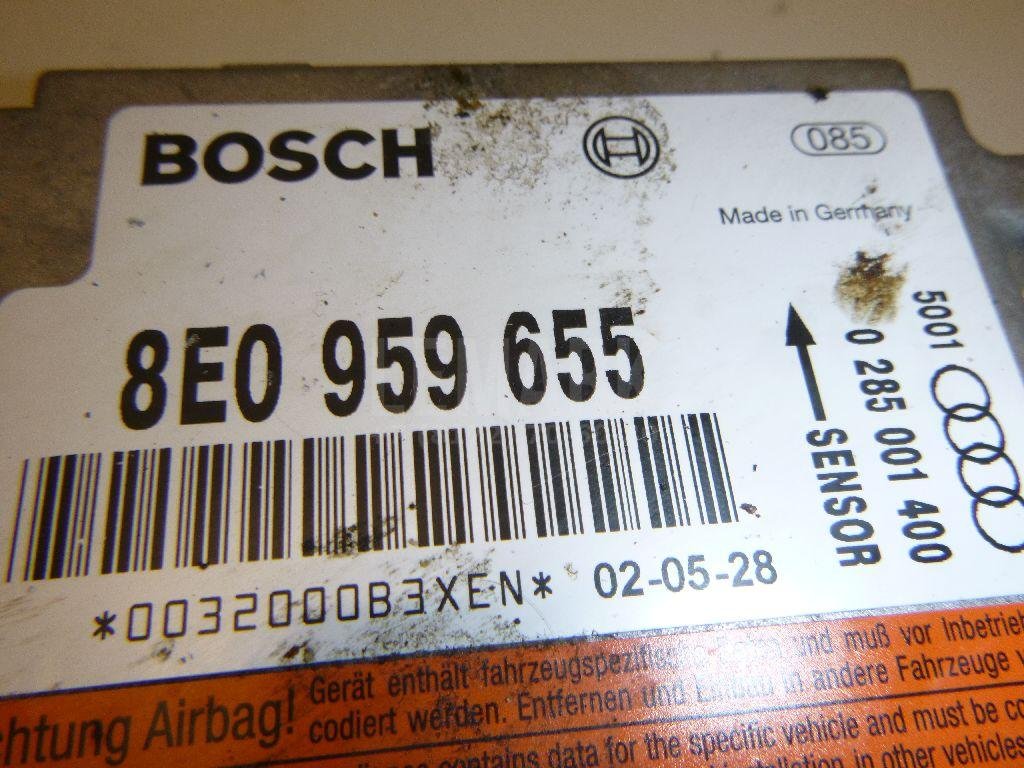 BOSCH
085
Made in Germany
8E0 959 655
5001
0 285 001 400
SENSOR
*0032000B3XEN* 02-05-28
Achtung Airbag!
Gerät enthält fahrzeugspezifische und muß vor Inbetrieb
codiert werden. Entfernen und Einbau in andere Fahrzeuge
contains data for the specific vehicle and must be co
in other vehicles